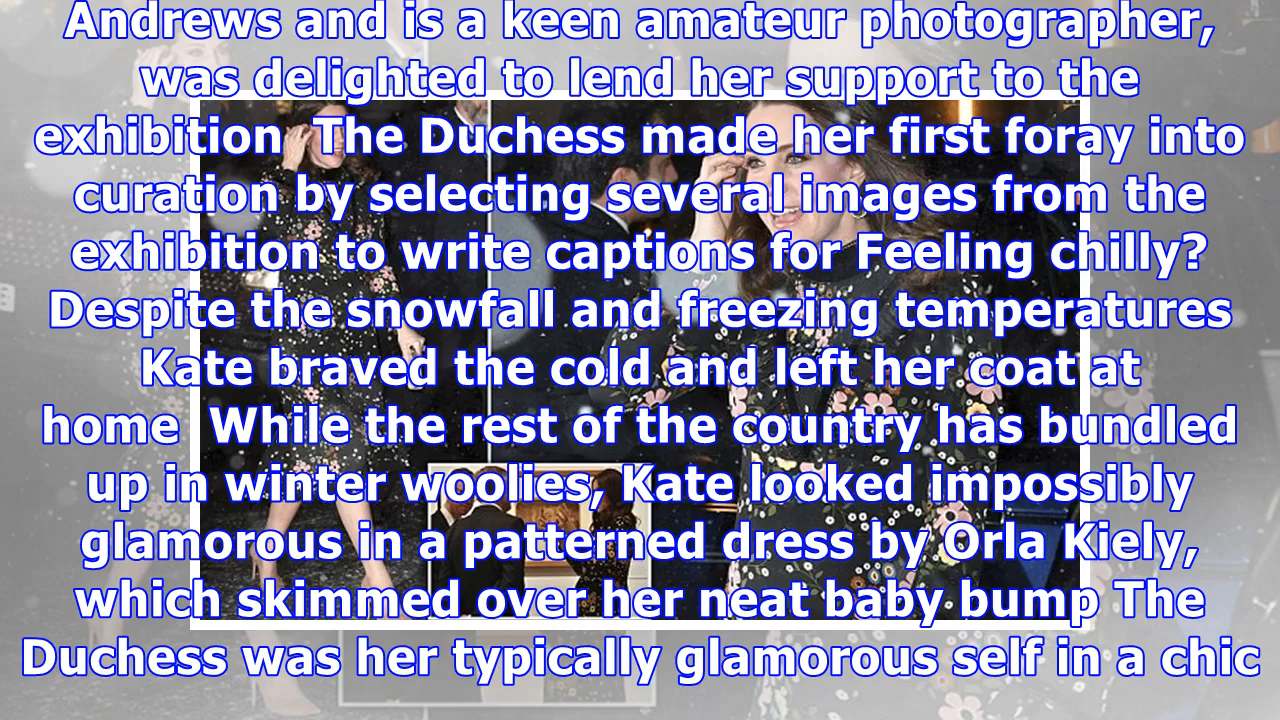 Andrews and is a keen amateur photographer,
was delighted to lend her support to the
exhibition  The Duchess made her first foray into
curation by selecting several images from the
exhibition to write captions for Feeling chilly?
Despite the snowfall and freezing temperatures
Kate braved the cold and left her coat at
home  While the rest of the country has bundled
up in winter woolies, Kate looked impossibly
glamorous in a patterned dress by Orla Kiely,
which skimmed over her neat baby bump The
Duchess was her typically glamorous self in a chic